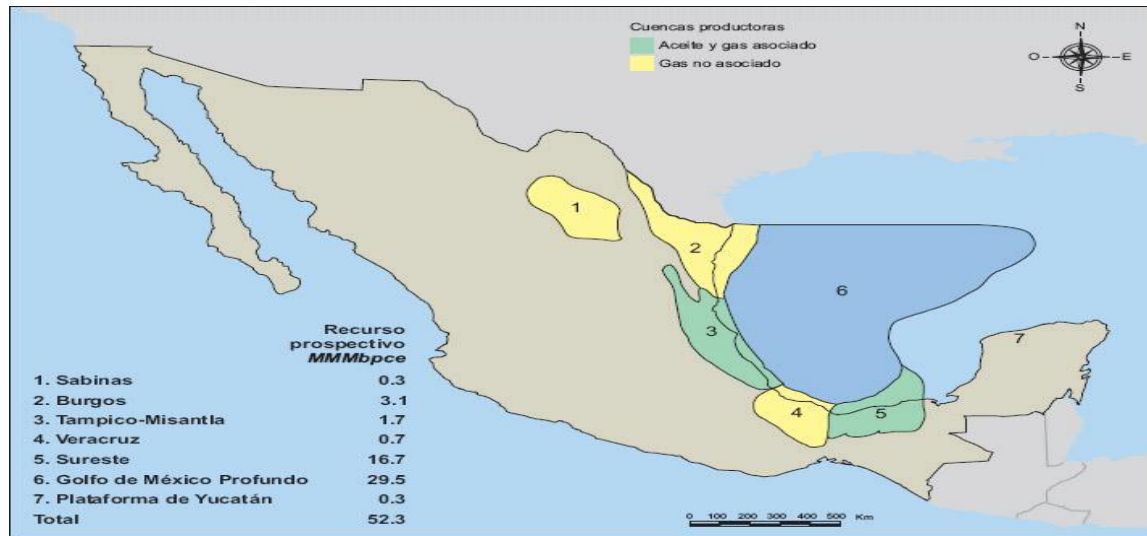 Cuencas productoras
Aceite y gas asociado
Gas no asociado
N
O
E
S
1
2
3
4
5
6
7
Recurso
prospectivo
MMMbpce
1. Sabinas 0.3
2. Burgos 3.1
3. Tampico-Misantla 1.7
4. Veracruz 0.7
5. Sureste 16.7
6. Golfo de México Profundo 29.5
7. Plataforma de Yucatán 0.3
Total 52.3
0 100 200 300 400 500 Km